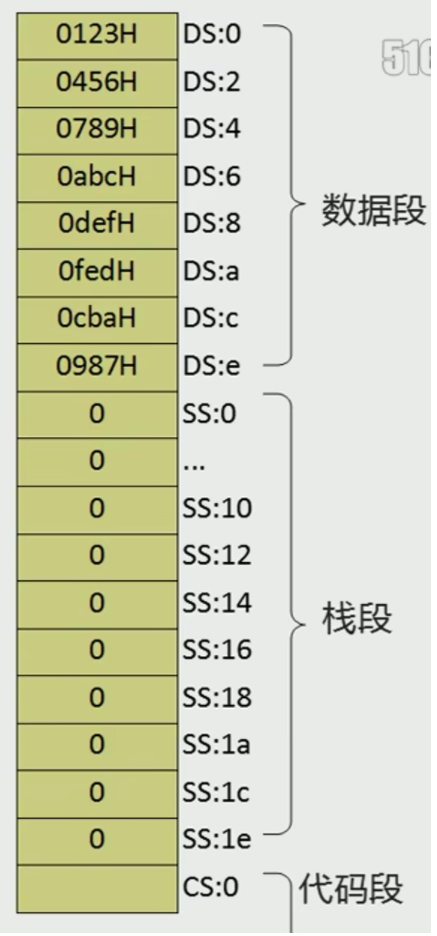 0123H DS:0
0456H DS:2
0789H DS:4
0abcH DS:6
数据段
0defH DS:8
0fedH DS:a
0cbaH DS:c
0987H DS:e
0 SS:0
0 ...
0 SS:10
0 SS:12
0 SS:14
栈段
0 SS:16
0 SS:18
0 SS:1a
0 SS:1c
0 SS:1e
CS:0 代码段